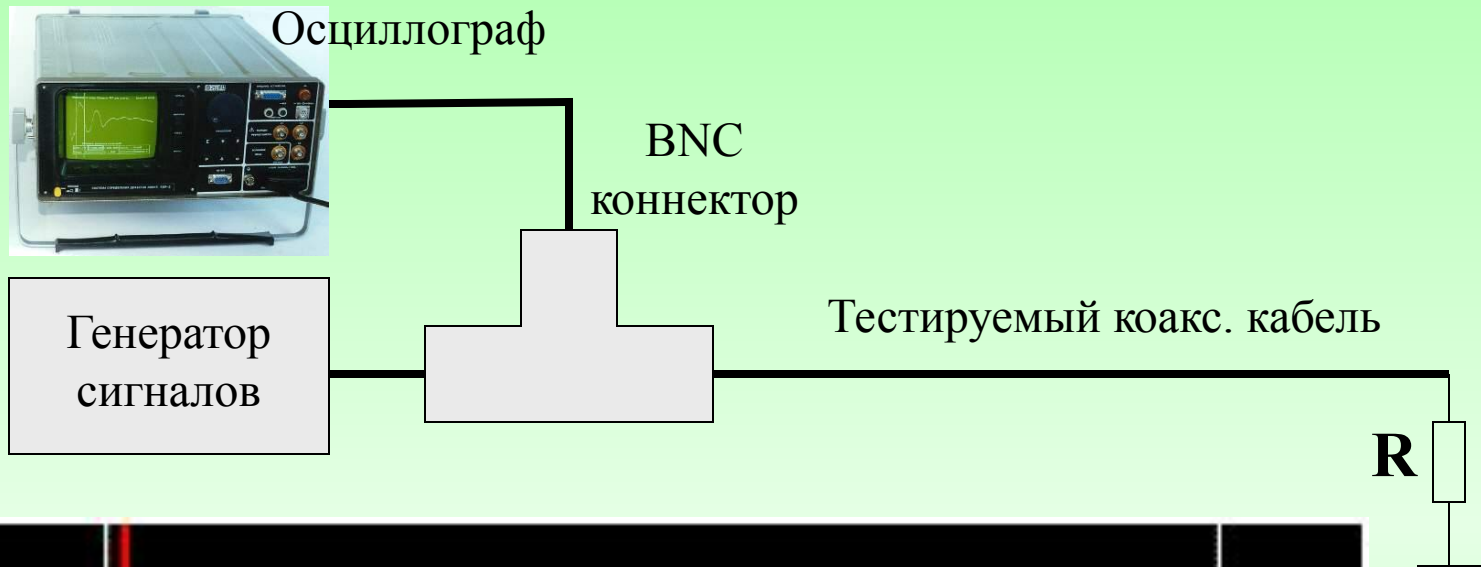 Осциллограф
BNC
коннектор
Генератор
сигналов
Тестируемый коакс. кабель
R